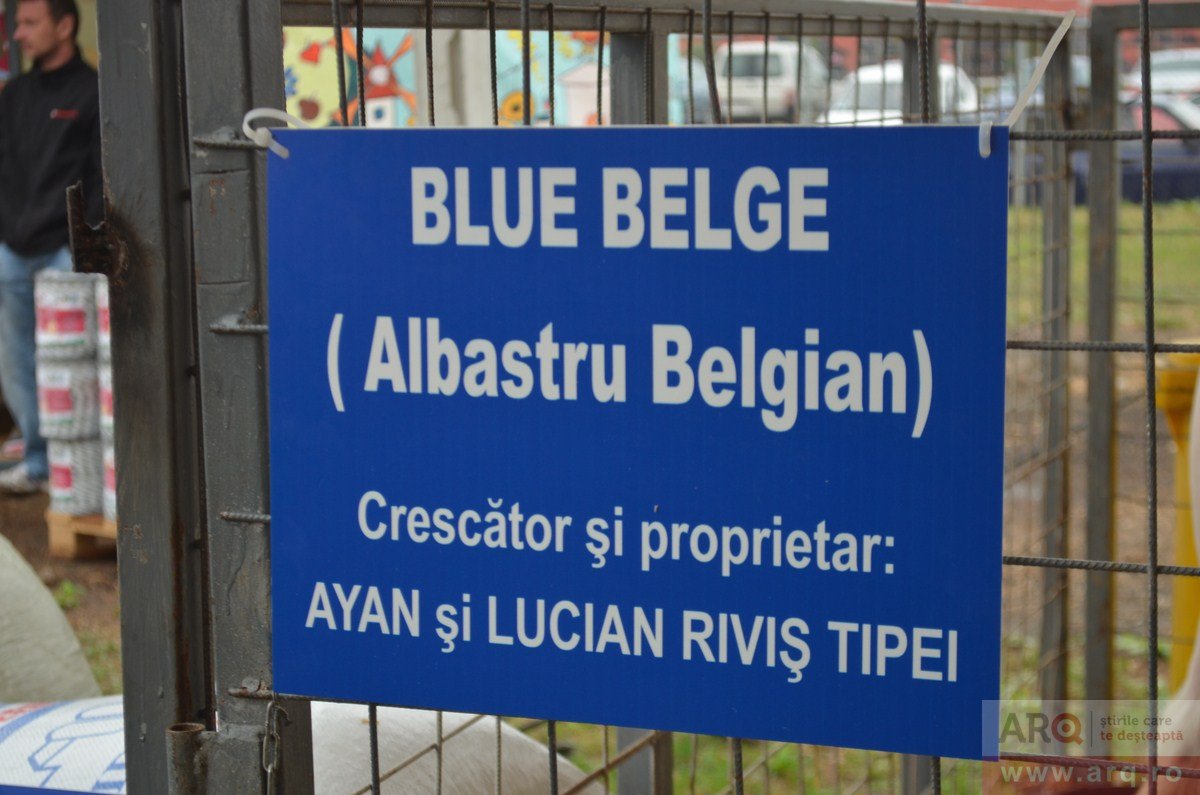 BLUE BELGE
( Albastru Belgian)
Crescător şi proprietar:
AYAN şi LUCIAN RIVIŞ TIPEI
ARQ
ştirile care
te deşteaptă
www.arq.ro